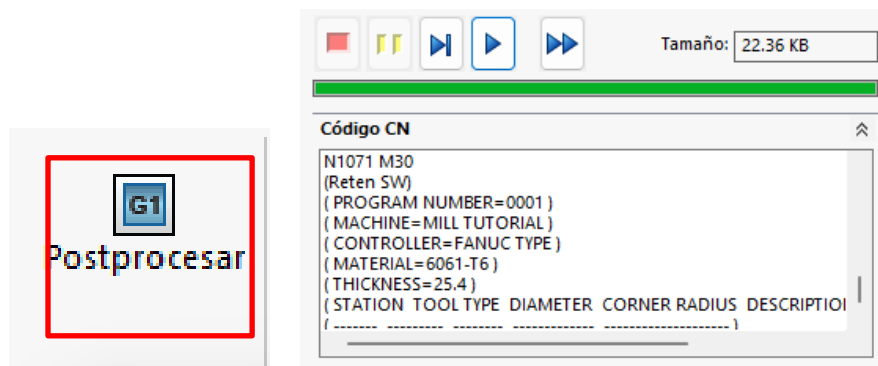 G1
Postprocesar
Tamaño: 22.36 KB
Código CN
N1071 M30
(Reten SW)
( PROGRAM NUMBER=0001 )
( MACHINE=MILL TUTORIAL )
( CONTROLLER=FANUC TYPE )
( MATERIAL=6061-T6 )
( THICKNESS=25.4 )
( STATION TOOL TYPE DIAMETER CORNER RADIUS DESCRIPTIO
( ------- --------- -------- ------------- -------------------- )